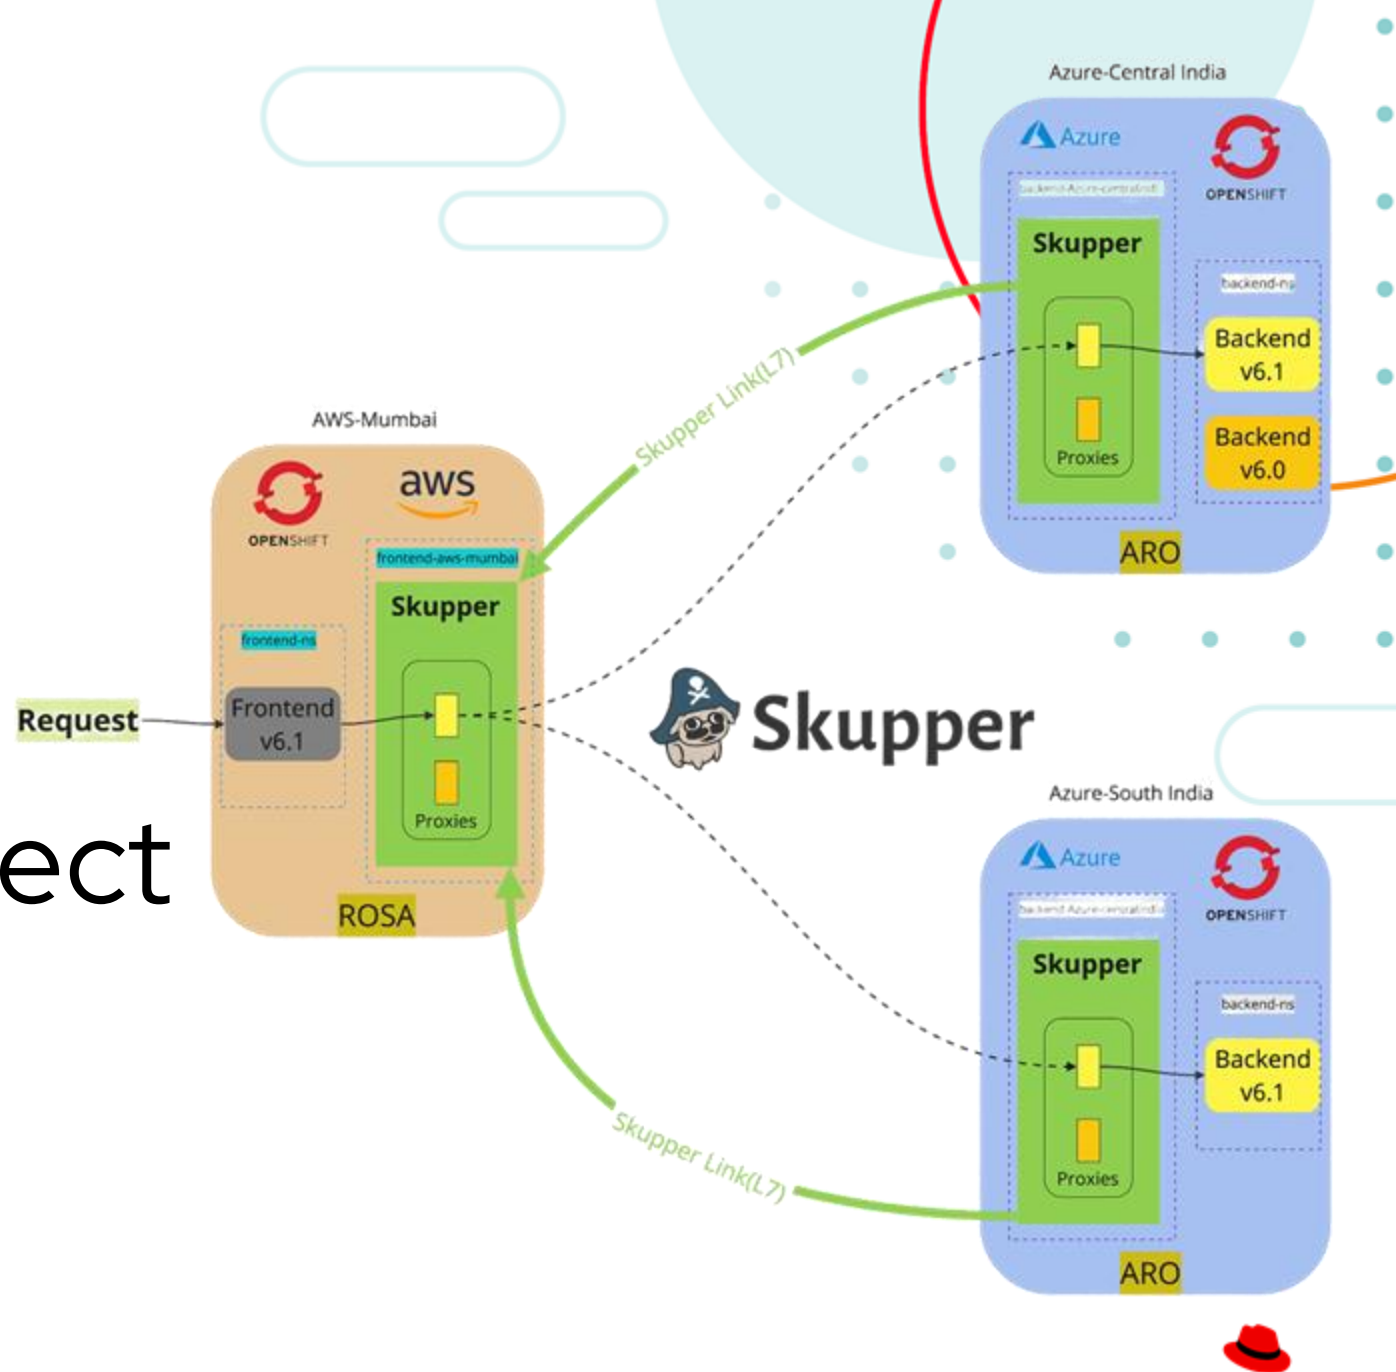 Azure-Central India
Azure
OPENSHIFT
Skupper
backend-ns
Backend
v6.1
Backend
v6.0
Proxies
ARO
Skupper Link(L7)
AWS-Mumbai
OPENSHIFT
aws
frontend-aws-mumbai
Skupper
frontend-ns
Request
Frontend
v6.1
Proxies
ROSA
ect
Skupper
Skupper Link(L7)
Azure-South India
Azure
OPENSHIFT
Skupper
backend-ns
Backend
v6.1
Proxies
ARO